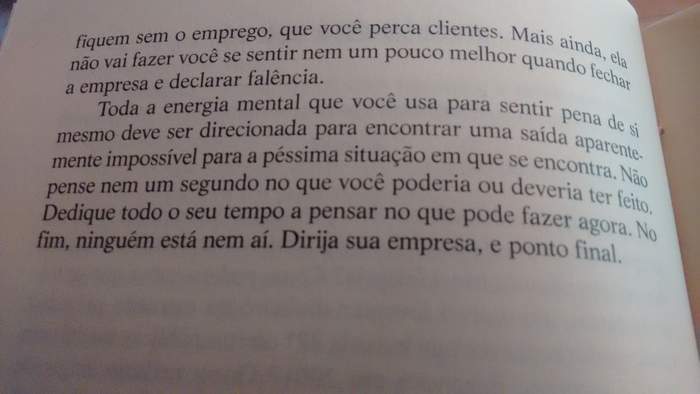 fiquem sem o emprego, que você perca clientes. Mais ainda, ela
não vai fazer você se sentir nem um pouco melhor quando fechar
a empresa e declarar falência.
Toda a energia mental que você usa para sentir pena de si
mesmo deve ser direcionada para encontrar uma saída aparente-
mente impossível para a péssima situação em que se encontra. Não
pense nem um segundo no que você poderia ou deveria ter feito.
Dedique todo o seu tempo a pensar no que pode fazer agora. No
fim, ninguém está nem aí. Dirija sua empresa, e ponto final.